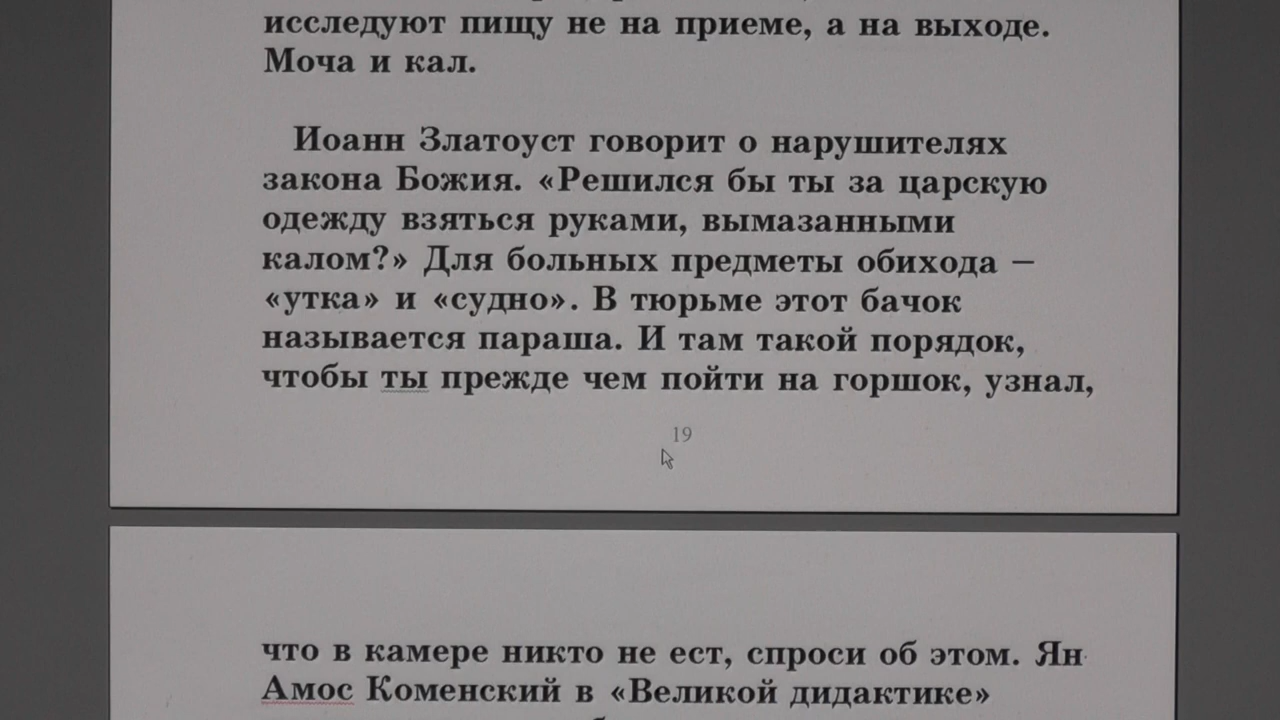 исследуют пищу не на приеме, а на выходе.
Моча и кал.
Иоанн Златоуст говорит о нарушителях
закона Божия. «Решился бы ты за царскую
одежду взяться руками, вымазанными
калом?» Для больных предметы обихода –
«утка» и «судно». В тюрьме этот бачок
называется параша. И там такой порядок,
чтобы ты прежде чем пойти на горшок, узнал,
19
что в камере никто не ест, спроси об этом. Ян
Амос Коменский в «Великой дидактике»